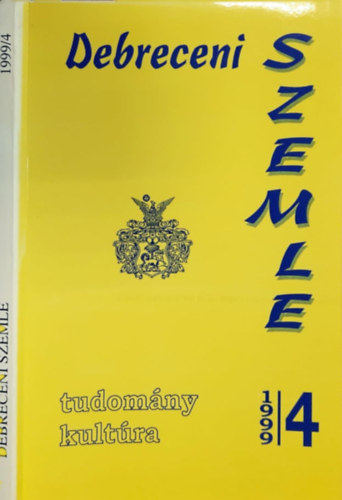 1999/4
DEBRECENI SZEMLE
Debreceni
SZEMLE
tudomány
kultúra
1999/4